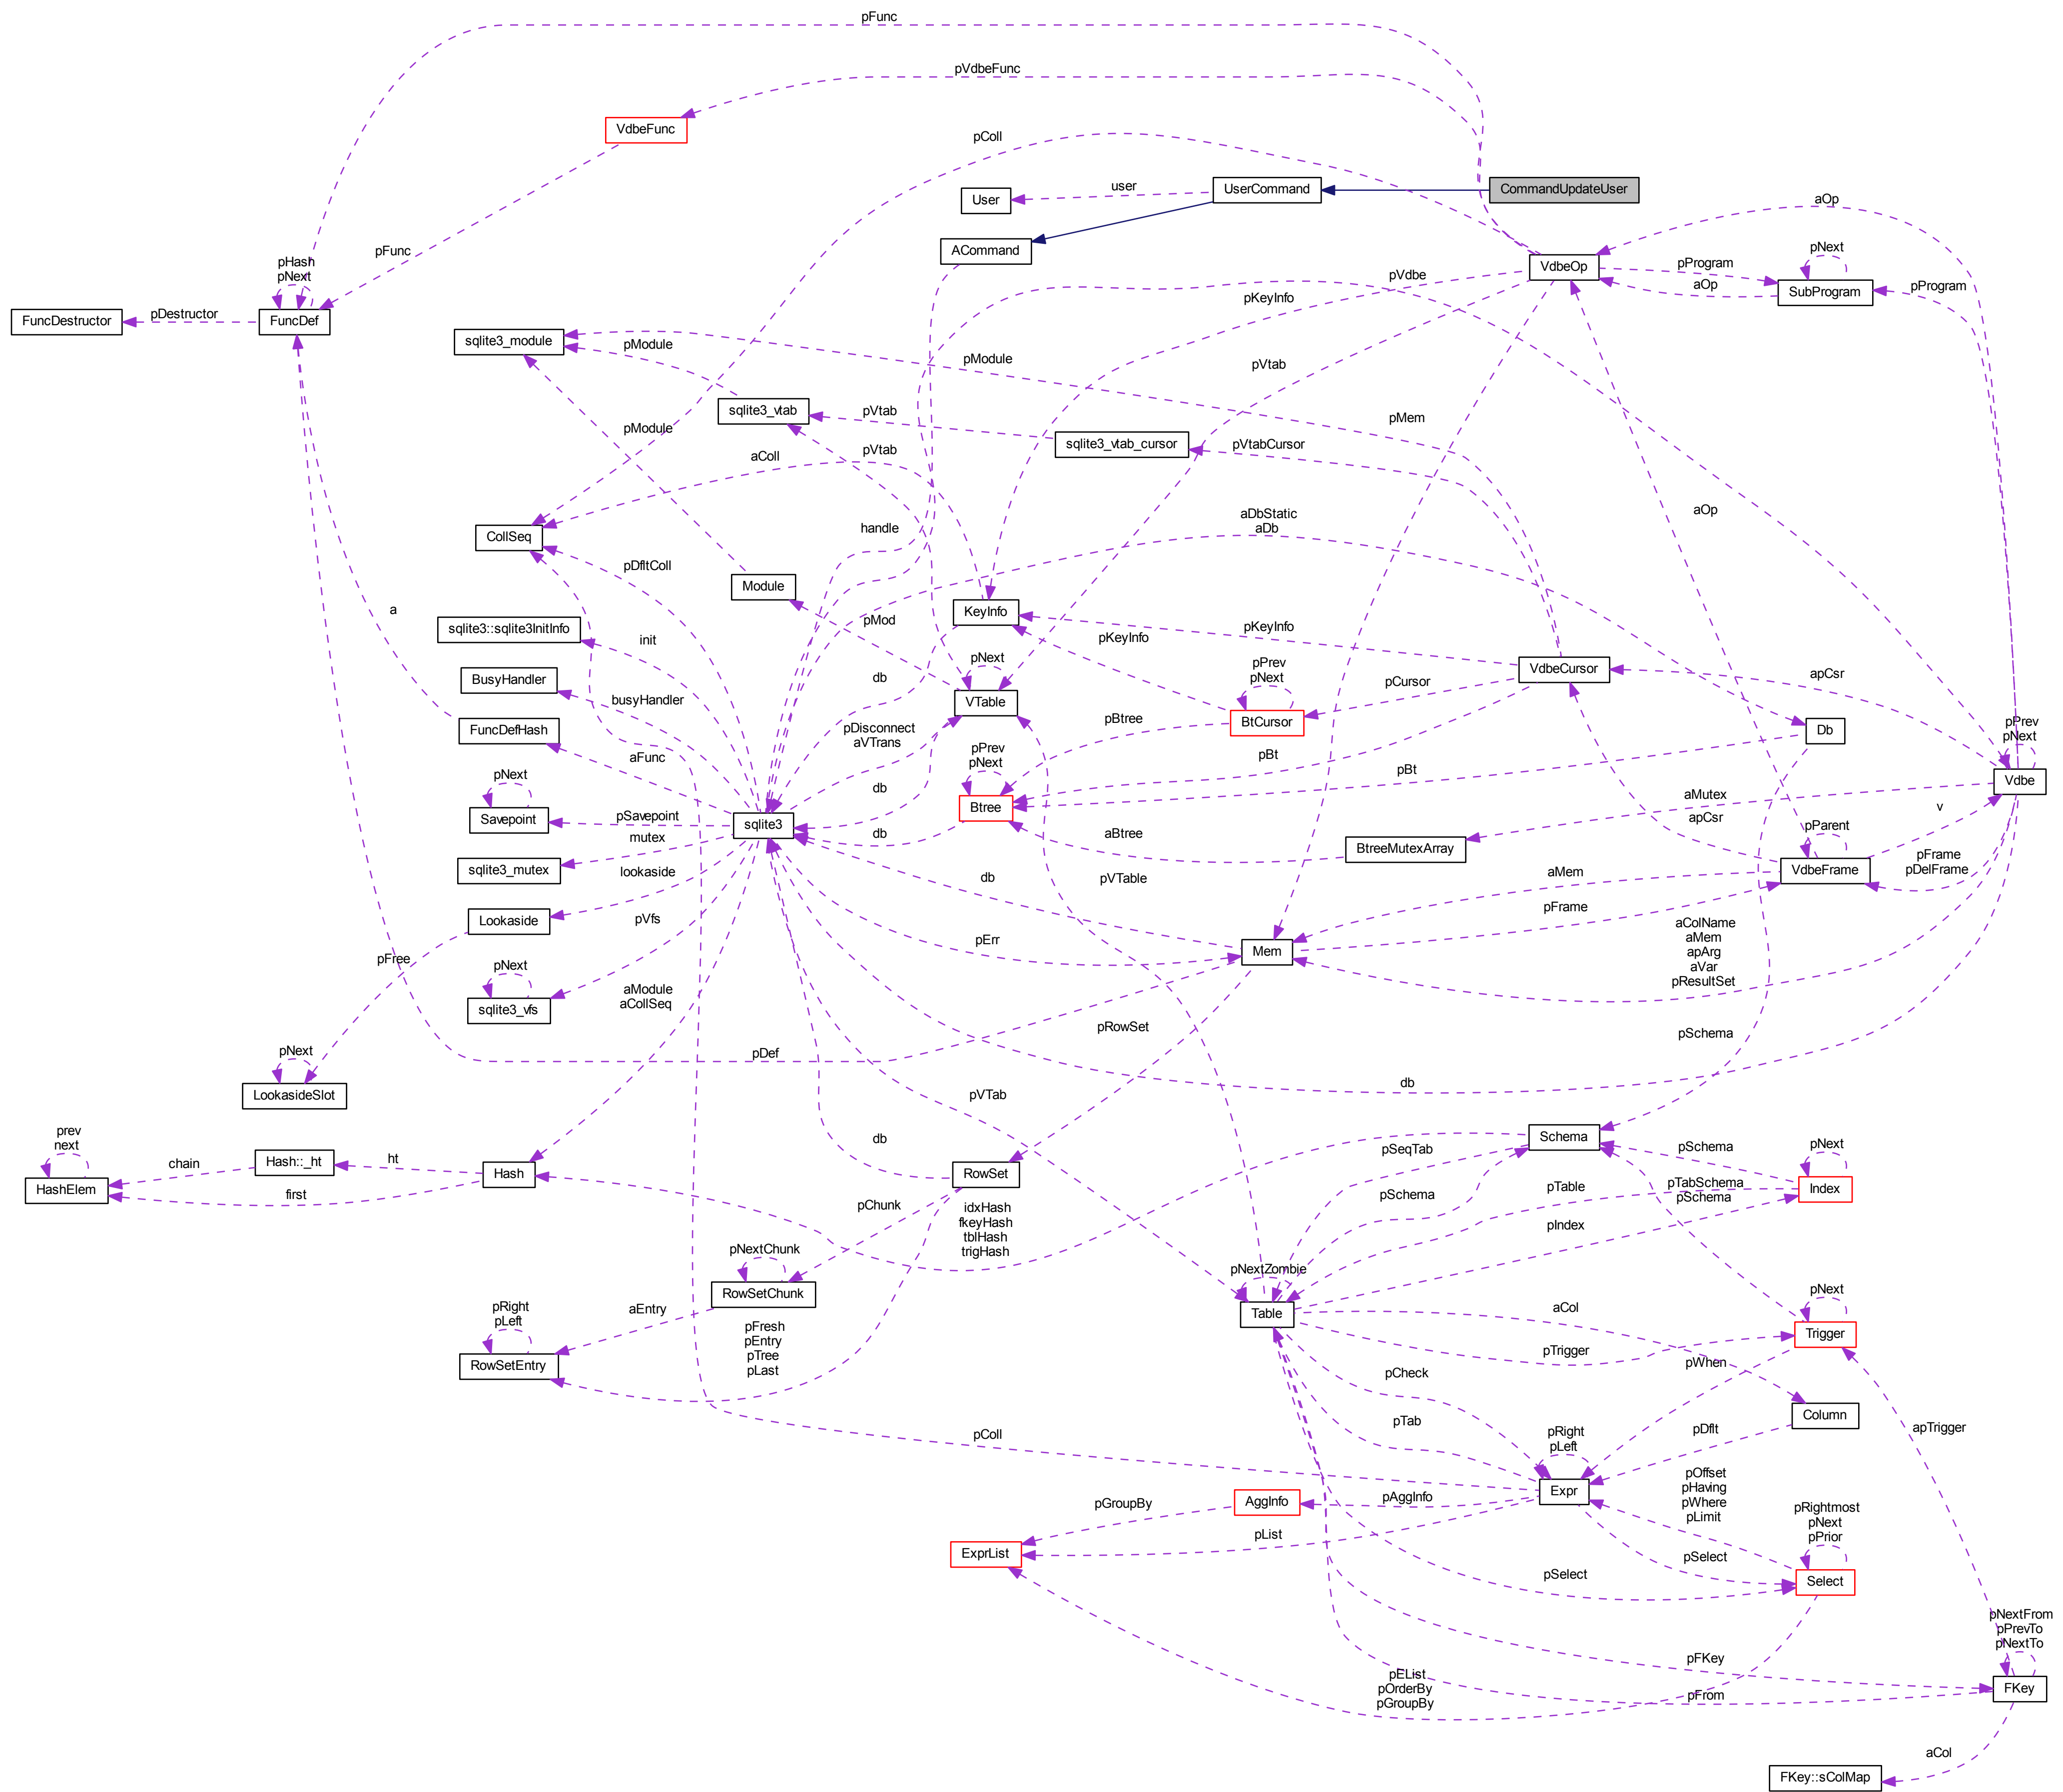 pFunc
pVdbeFunc
VdbeFunc
pColl
user
UserCommand
CommandUpdateUser
User
aOp
ACommand
pFunc
pHash
pNext
pNext
VdbeOp
pProgram
SubProgram
aOp
pProgram
pVdbe
pKeyInfo
FuncDestructor
pDestructor
FuncDef
sqlite3_module
pModule
pModule
pVtab
sqlite3_vtab
pVtab
pMem
pModule
sqlite3_vtab_cursor
pVtabCursor
pVtab
aColl
aOp
CollSeq
handle
aDbStatic
aDb
pDfltColl
Module
a
KeyInfo
sqlite3::sqlite3InitInfo
init
pMod
pKeyInfo
pKeyInfo
pNext
pPrev
pNext
VdbeCursor
apCsr
BusyHandler
busyHandler
db
pCursor
VTable
BtCursor
FuncDefHash
pDisconnect
aVTrans
pBtree
Db
pPrev
pNext
aFunc
pPrev
pNext
pBt
pBt
Vdbe
pNext
db
Btree
aMutex
v
Savepoint
pSavepoint
sqlite3
apCsr
pParent
mutex
db
aBtree
BtreeMutexArray
pFrame
pDelFrame
sqlite3_mutex
lookaside
db
pVTable
aMem
VdbeFrame
Lookaside
pVfs
pFrame
aColName
aMem
apArg
aVar
pResultSet
pErr
Mem
pFree
pNext
sqlite3_vfs
aModule
aCollSeq
pRowSet
pSchema
pNext
pDef
LookasideSlot
pVTab
db
prev
next
Hash::_ht
ht
chain
db
Schema
pSeqTab
pSchema
pNext
HashElem
first
Hash
RowSet
pSchema
pTable
pTabSchema
pSchema
Index
pChunk
idxHash
fkeyHash
tblHash
trigHash
pIndex
pNextChunk
pNextZombie
RowSetChunk
aEntry
pNext
Table
aCol
pRight
pLeft
pFresh
pEntry
pTree
pLast
Trigger
RowSetEntry
pTrigger
pWhen
pCheck
Column
pTab
pDflt
pColl
pRight
pLeft
apTrigger
Expr
pOffset
pHaving
pWhere
pLimit
AggInfo
pAggInfo
pGroupBy
pRightmost
pNext
pPrior
pList
ExprList
pSelect
pSelect
Select
pNextFrom
pPrevTo
pNextTo
pFKey
pEList
pOrderBy
pGroupBy
pFrom
FKey
aCol
FKey::sColMap